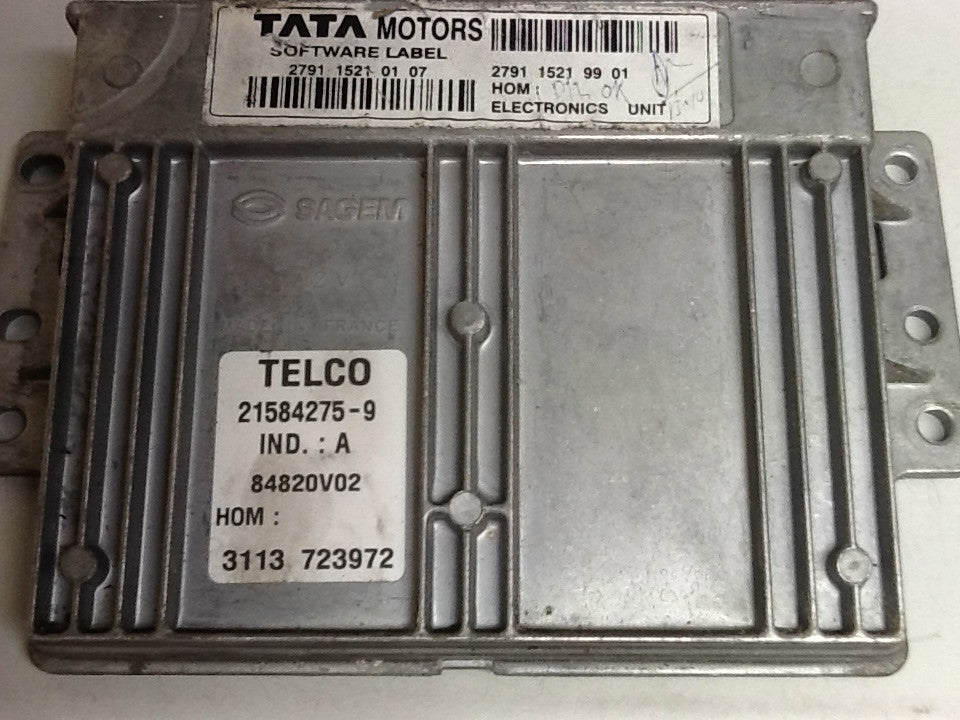 TATA MOTORS
SOFTWARE LABEL
2791 1521 01 07
2791 1521 99 01
HOM : OK
ELECTRONICS UNIT
SAGEM
MADE IN FRANCE
TELCO
21584275-9
IND. : A
84820V02
HOM :
3113 723972